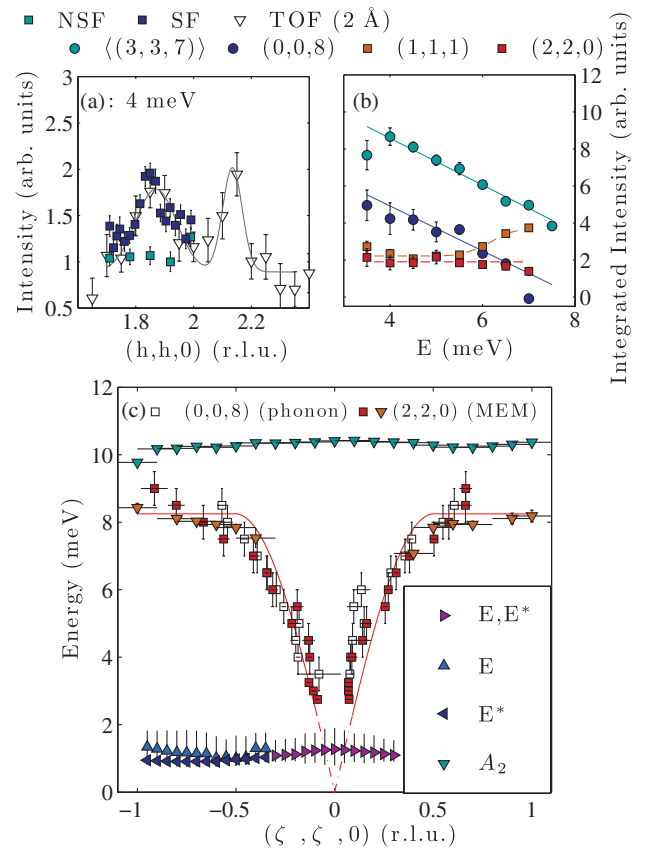 NSF SF TOF (2 Å)
⟨(3,3,7)⟩ (0,0,8) (1,1,1) (2,2,0)
(a): 4 meV
(b)
Intensity (arb. units)
3
2.5
2
1.5
1
0.5
1.8 2 2.2
(h,h,0) (r.l.u.)
12
10
8
6
4
2
0
Integrated Intensity (arb. units)
4 6 8
E (meV)
(c) (0,0,8) (phonon) (2,2,0) (MEM)
Energy (meV)
12
10
8
6
4
2
0
−1 −0.5 0 0.5 1
(ζ ,ζ ,0) (r.l.u.)
E,E*
E
E*
A2